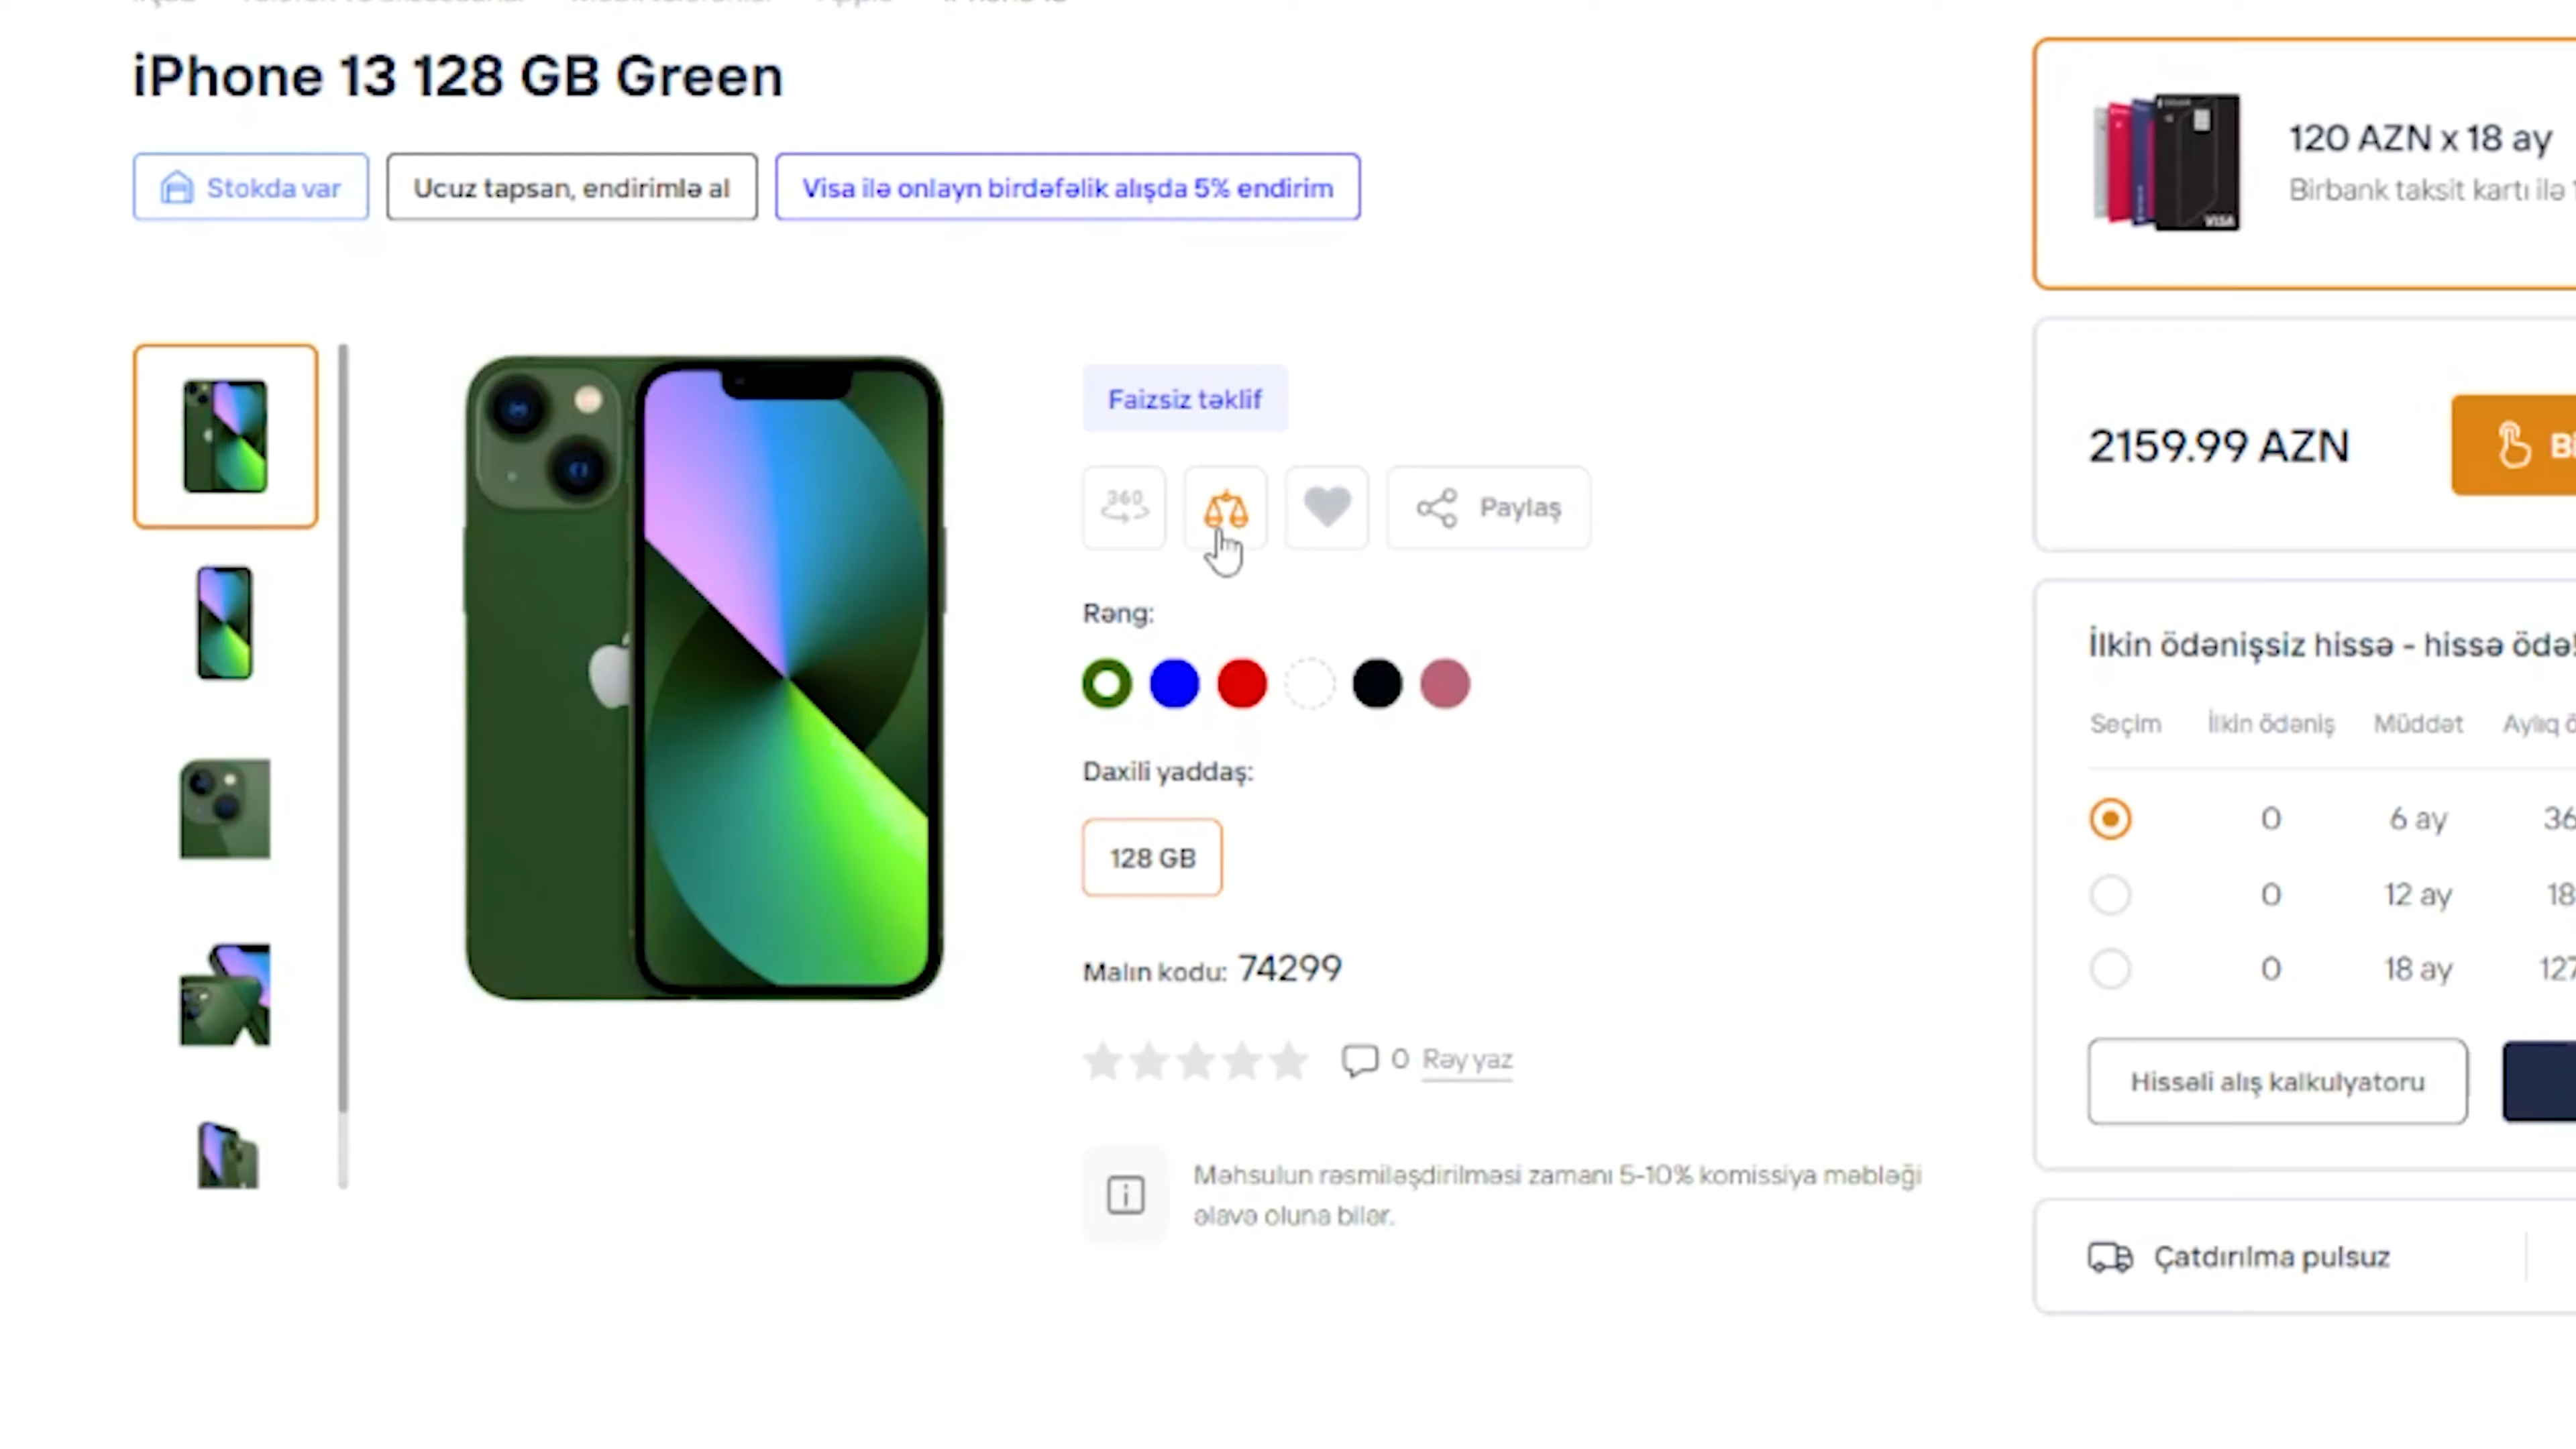 iPhone 13 128 GB Green
Stokda var
Ucuz tapsan, endirimlə al
Visa ilə onlayn birdəfəlik alışda 5% endirim
120 AZN x 18 ay
Birbank taksit kartı ilə
VISA
Faizsiz təklif
360
Paylaş
2159.99 AZN
Rəng:
Daxili yaddaş:
128 GB
Malın kodu: 74299
0 Rəy yaz
Məhsulun rəsmiləşdirilməsi zamanı 5-10% komissiya məbləği
əlavə oluna bilər.
İlkin ödənişsiz hissə - hissə
Seçim İlkin ödəniş Müddət Aylıq
0 6 ay
0 12 ay
0 18 ay
Hissəli alış kalkulyatoru
Çatdırılma pulsuz